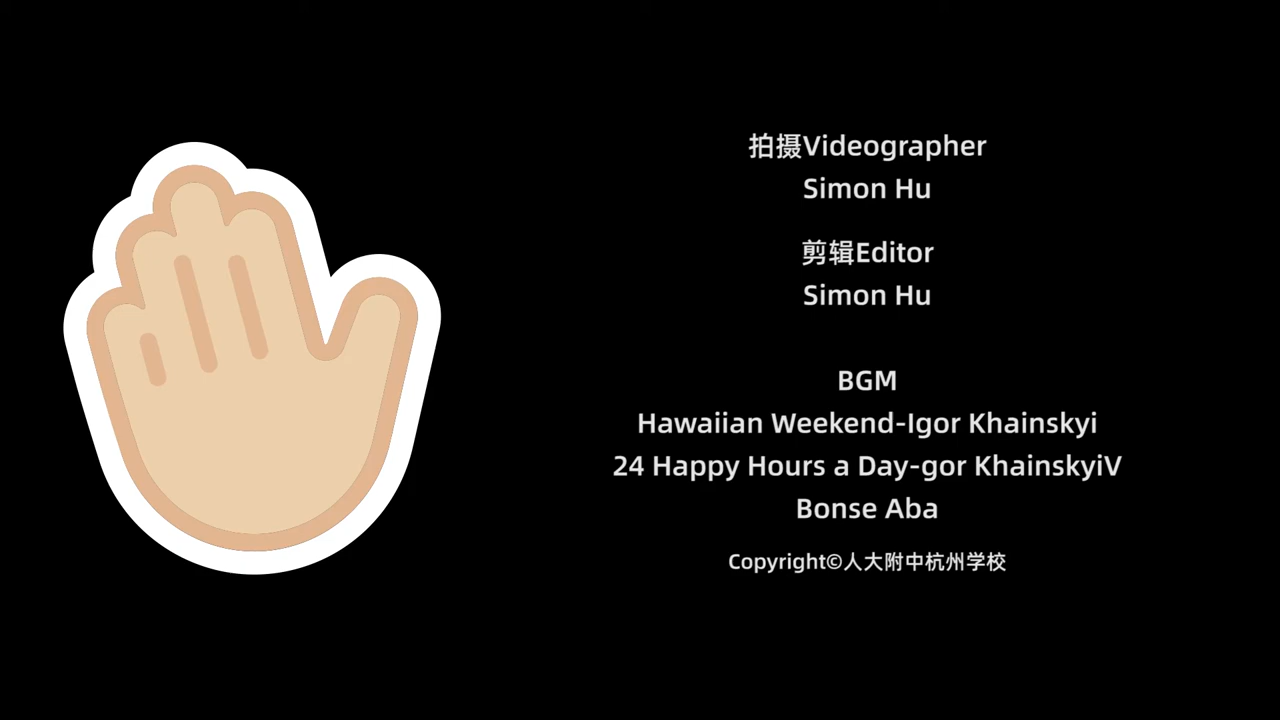 拍摄Videographer
Simon Hu
剪辑Editor
Simon Hu
BGM
Hawaiian Weekend-Igor Khainskyi
24 Happy Hours a Day-gor KhainskyiV
Bonse Aba
Copyright©人大附中杭州学校